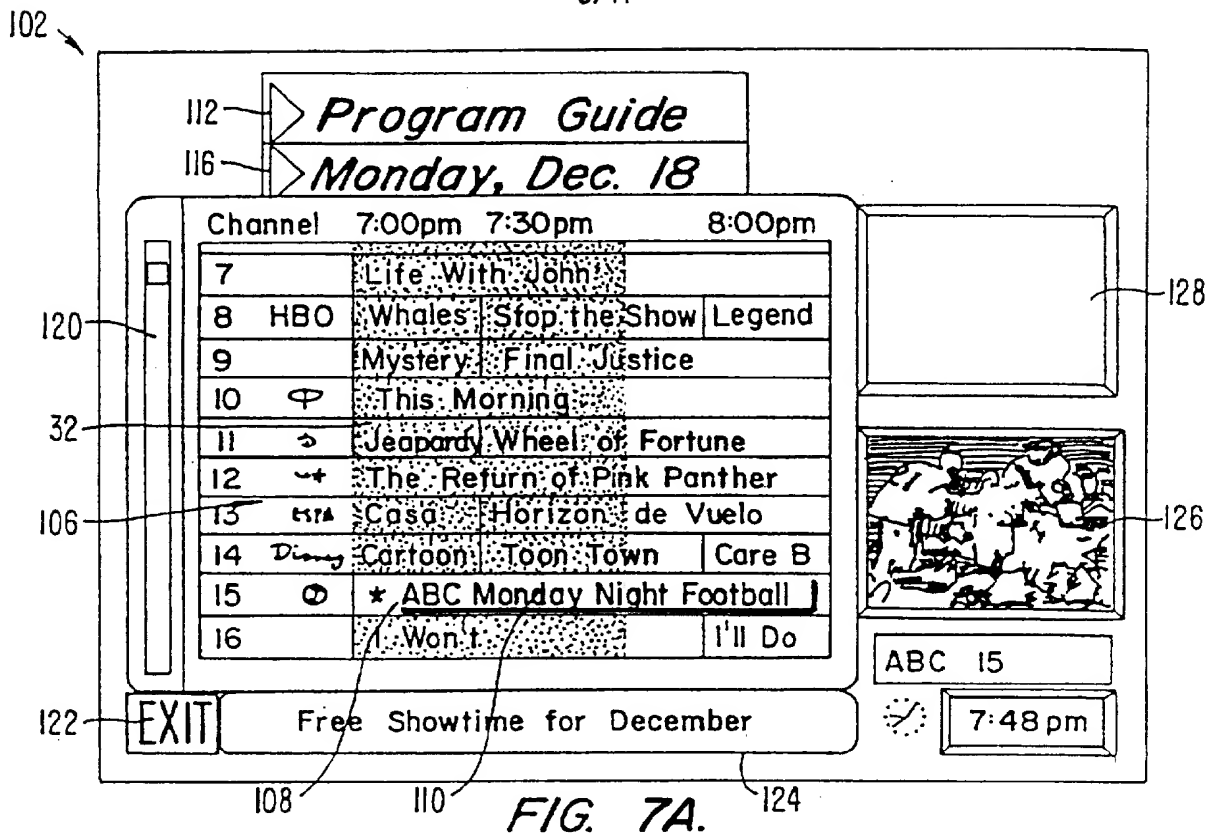 102
112
Program Guide
116
Monday, Dec. 18
Channel 7:00pm 7:30pm 8:00pm
7 Life With John
8 HBO Whales Stop the Show Legend
128
120
9 Mystery Final Justice
10 This Morning
32
11 Jeapardy Wheel of Fortune
12 The Return of Pink Panther
106
13 Casa Horizon de Vuelo
126
14 Disney Cartoon Toon Town Care B
15 * ABC Monday Night Football
16 I Won't I'll Do
ABC 15
122
EXIT Free Showtime for December
7:48 pm
108 110 124
FIG. 7A.